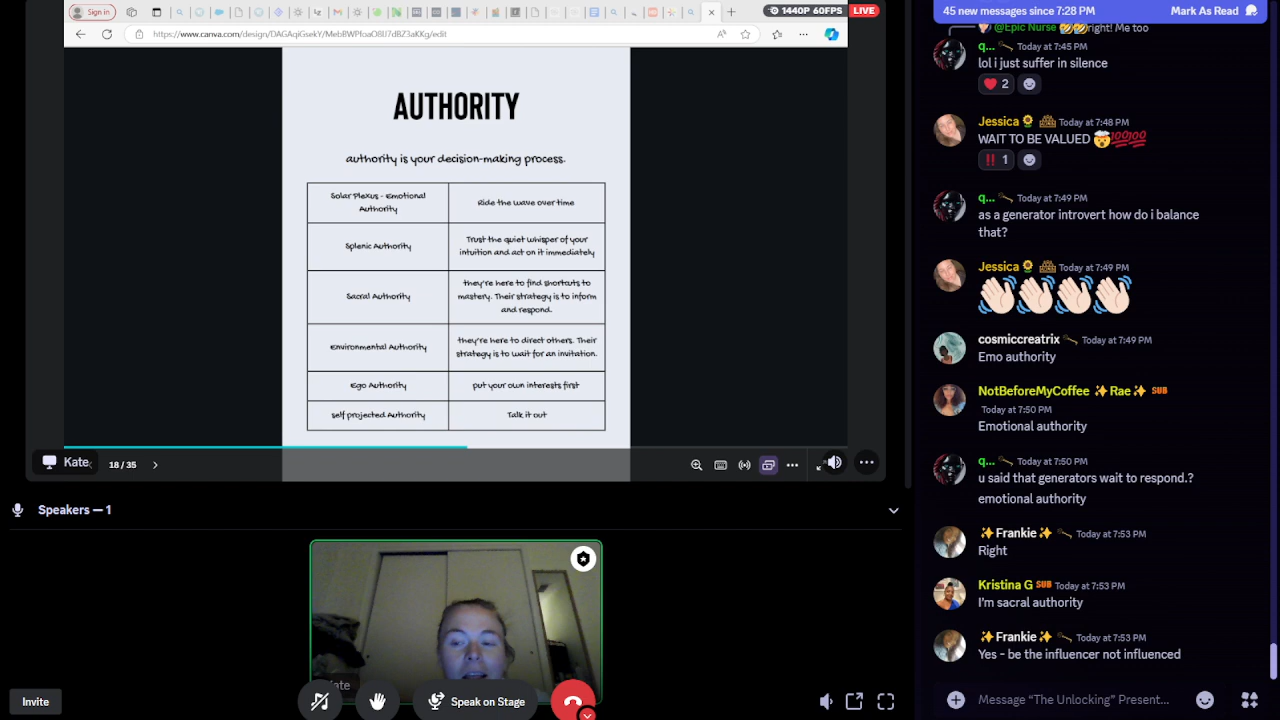 Sign in
1440P 60FPS
LIVE
https://www.canva.com/design/DAGAqiGsekY/MebBWPfoaO8J7dBZ3aKKg/edit
AUTHORITY
authority is your decision-making process.
Solar Plexus - Emotional
Authority
Ride the wave over time
Splenic Authority
Trust the quiet whisper of your
intuition and act on it immediately
Sacral Authority
they're here to find shortcuts to
mastery. Their strategy is to inform
and respond.
Environmental Authority
they're here to direct others. Their
strategy is to wait for an invitation.
Ego Authority
put your own interests first
self projected Authority
Talk it out
Kate
18 / 35
Speakers — 1
ate
Invite
Speak on Stage
45 new messages since 7:28 PM
Mark As Read
@Epic Nurse 🤣🤣right! Me too
q... Today at 7:45 PM
lol i just suffer in silence
❤️ 2
Jessica🌻 Today at 7:48 PM
WAIT TO BE VALUED 🤯💯💯
‼️ 1
q... Today at 7:49 PM
as a generator introvert how do i balance
that?
Jessica🌻 Today at 7:49 PM
👋🏻👋🏻👋🏻👋🏻
cosmiccreatrix Today at 7:49 PM
Emo authority
NotBeforeMyCoffee ✨Rae✨ SUB
Today at 7:50 PM
Emotional authority
q... Today at 7:50 PM
u said that generators wait to respond.?
emotional authority
✨Frankie✨ Today at 7:53 PM
Right
Kristina G SUB Today at 7:53 PM
I'm sacral authority
✨Frankie✨ Today at 7:53 PM
Yes - be the influencer not influenced
Message “The Unlocking” Present...